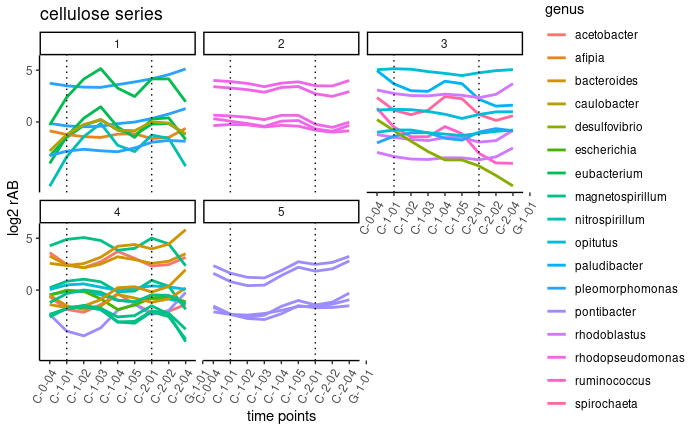 cellulose series
genus
1
2
3
acetobacter
afipia
bacteroides
caulobacter
desulfovibrio
escherichia
eubacterium
magnetospirillum
nitrospirillum
opitutus
paludibacter
pleomorphomonas
pontibacter
rhodoblastus
rhodopseudomonas
ruminococcus
spirochaeta
5
0
log2 rAB
4
5
5
0
C-0-04
C-1-01
C-1-02
C-1-03
C-1-04
C-1-05
C-2-01
C-2-02
C-2-04
G-1-01
C-0-04
C-1-01
C-1-02
C-1-03
C-1-04
C-1-05
C-2-01
C-2-02
C-2-04
G-1-01
C-0-04
C-1-01
C-1-02
C-1-03
C-1-04
C-1-05
C-2-01
C-2-02
C-2-04
G-1-01
time points